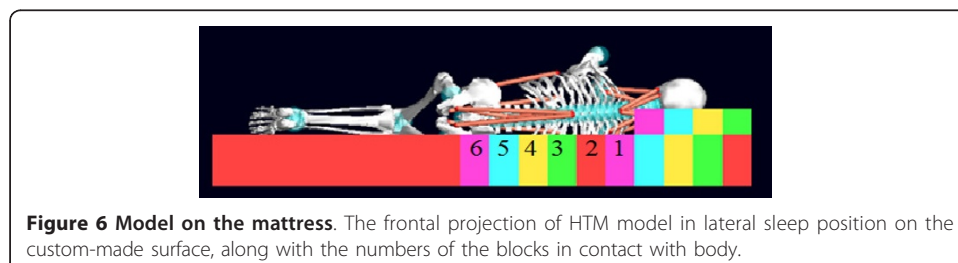 6 5 4 3 2 1
Figure 6 Model on the mattress. The frontal projection of HTM model in lateral sleep position on the
custom-made surface, along with the numbers of the blocks in contact with body.